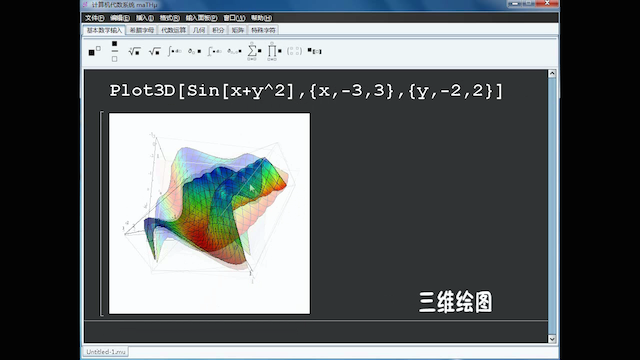 计算机代数系统 maTHμ
文件(F) 编辑(E) 插入(I) 格式(R) 输入面板(P) 窗口(V) 帮助(H)
基本数学输入 希腊字母 代数运算 几何 积分 矩阵 特殊字符
Plot3D[Sin[x+y^2],{x,-3,3},{y,-2,2}]
三维绘图
Untitled-1.mu